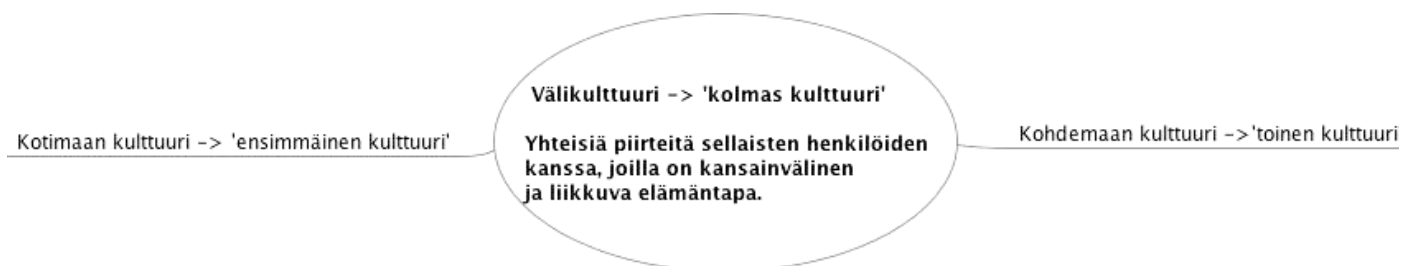 Kotimaan kulttuuri -> 'ensimmäinen kulttuuri'
Välikulttuuri -> 'kolmas kulttuuri'
Yhteisiä piirteitä sellaisten henkilöiden
kanssa, joilla on kansainvälinen
ja liikkuva elämäntapa.
Kohdemaan kulttuuri ->'toinen kulttuuri